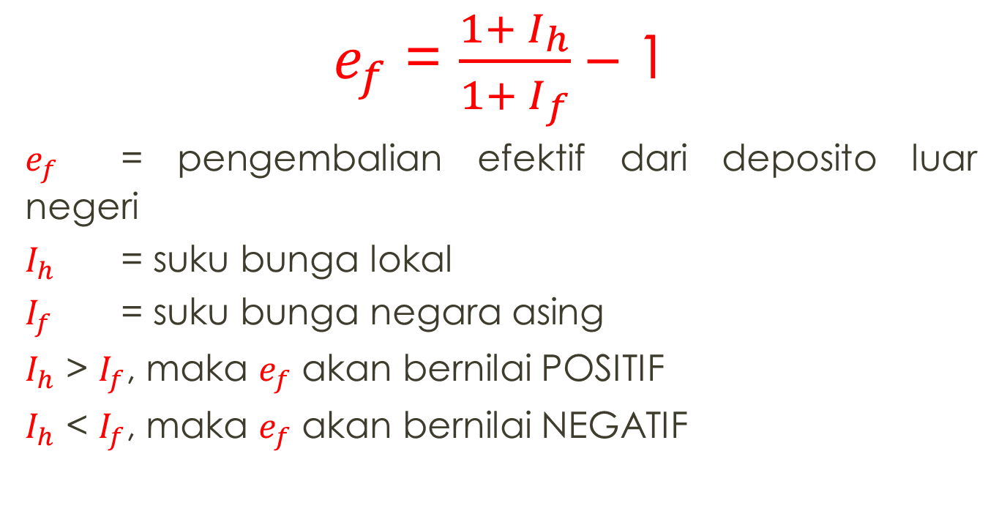 e_f = \frac{1+ I_h}{1+ I_f} − 1
e_f = pengembalian efektif dari deposito luar
negeri
I_h = suku bunga lokal
I_f = suku bunga negara asing
I_h > I_f, maka e_f akan bernilai POSITIF
I_h < I_f, maka e_f akan bernilai NEGATIF